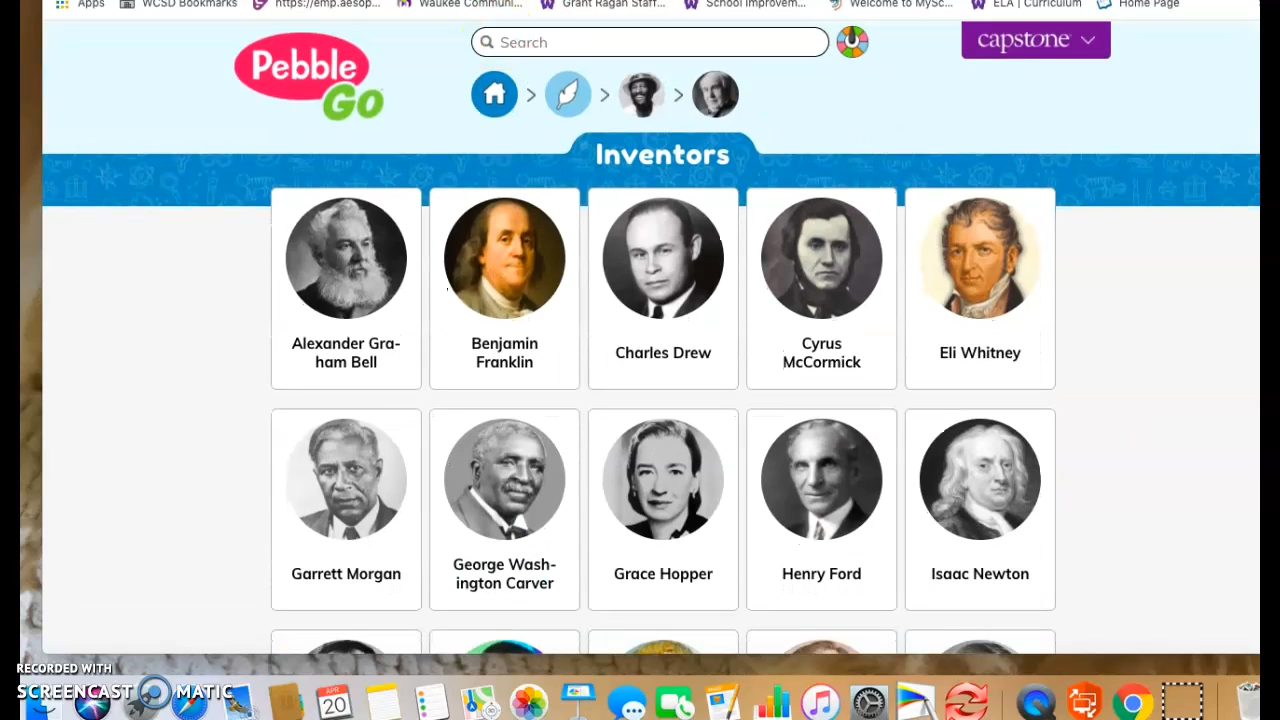 Apps WCSD Bookmarks https://emp.aesop... Waukee Communi... Grant Ragan Staff... School Improvem... Welcome to MySc... ELA | Curriculum Home Page
Pebble
Go
Search
capstone
Inventors
Alexander Gra-
ham Bell
Benjamin
Franklin
Charles Drew
Cyrus
McCormick
Eli Whitney
Garrett Morgan
George Wash-
ington Carver
Grace Hopper
Henry Ford
Isaac Newton
RECORDED WITH
SCREENCAST MATIC
APR
20